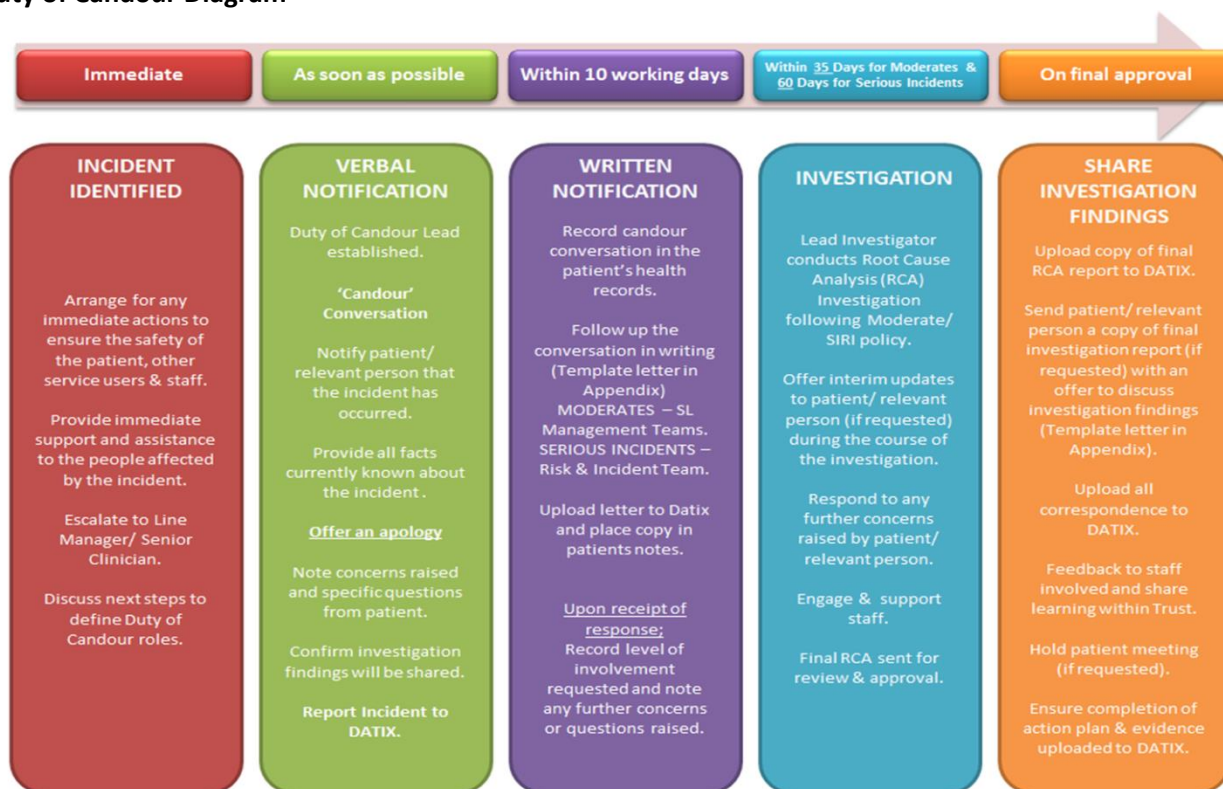 Duty of Candour Diagram
Immediate
As soon as possible
Within 10 working days
Within 35 Days for Moderates &
60 Days for Serious Incidents
On final approval
INCIDENT
IDENTIFIED
Arrange for any
immediate actions to
ensure the safety of
the patient, other
service users & staff.
Provide immediate
support and assistance
to the people affected
by the incident.
Escalate to Line
Manager/ Senior
Clinician.
Discuss next steps to
define Duty of
Candour roles.
VERBAL
NOTIFICATION
Duty of Candour Lead
established.
‘Candour’
Conversation
Notify patient/
relevant person that
the incident has
occurred.
Provide all facts
currently known about
the incident .
Offer an apology
Note concerns raised
and specific questions
from patient.
Confirm investigation
findings will be shared.
Report Incident to
DATIX.
WRITTEN
NOTIFICATION
Record candour
conversation in the
patient’s health
records.
Follow up the
conversation in writing
(Template letter in
Appendix)
MODERATES – SL
Management Teams.
SERIOUS INCIDENTS –
Risk & Incident Team.
Upload letter to Datix
and place copy in
patients notes.
Upon receipt of
response;
Record level of
involvement
requested and note
any further concerns
or questions raised.
INVESTIGATION
Lead Investigator
conducts Root Cause
Analysis (RCA)
Investigation
following Moderate/
SIRI policy.
Offer interim updates
to patient/ relevant
person (if requested)
during the course of
the investigation.
Respond to any
further concerns
raised by patient/
relevant person.
Engage & support
staff.
Final RCA sent for
review & approval.
SHARE
INVESTIGATION
FINDINGS
Upload copy of final
RCA report to DATIX.
Send patient/ relevant
person a copy of final
investigation report (if
requested) with an
offer to discuss
investigation findings
(Template letter in
Appendix).
Upload all
correspondence to
DATIX.
Feedback to staff
involved and share
learning within Trust.
Hold patient meeting
(if requested).
Ensure completion of
action plan & evidence
uploaded to DATIX.